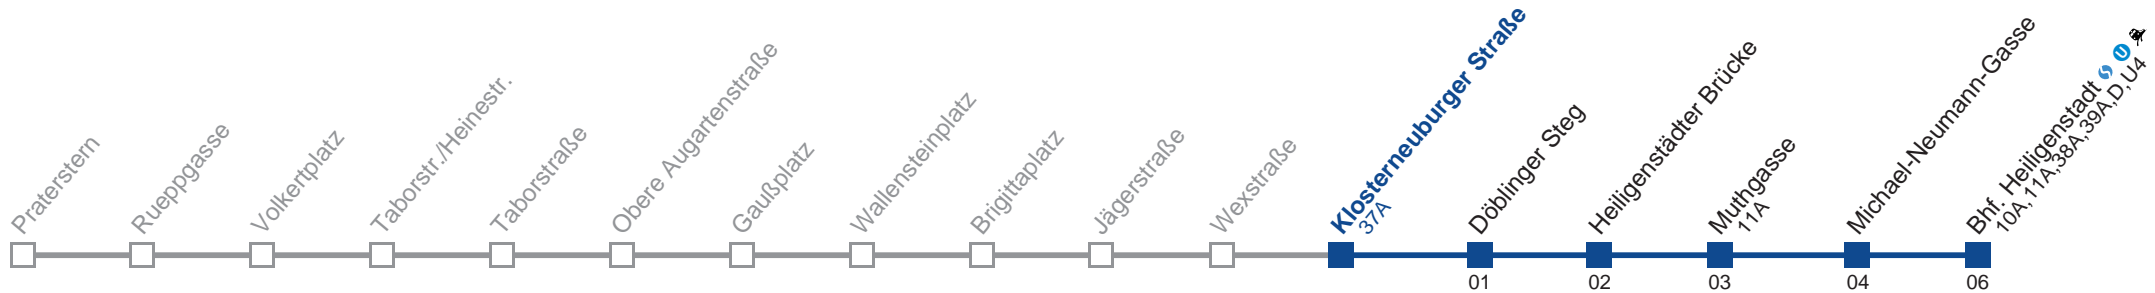 Praterstern
Rueppgasse
Volkertplatz
Taborstr./Heinestr.
Taborstraße
Obere Augartenstraße
Gaußplatz
Wallensteinplatz
Brigittaplatz
Jägerstraße
Wexstraße
Klosterneuburger Straße
37A
Döblinger Steg
01
Heiligenstädter Brücke
02
Muthgasse
11A
03
Michael-Neumann-Gasse
04
Bhf. Heiligenstadt S U
10A,11A,38A,39A,D,U4
06